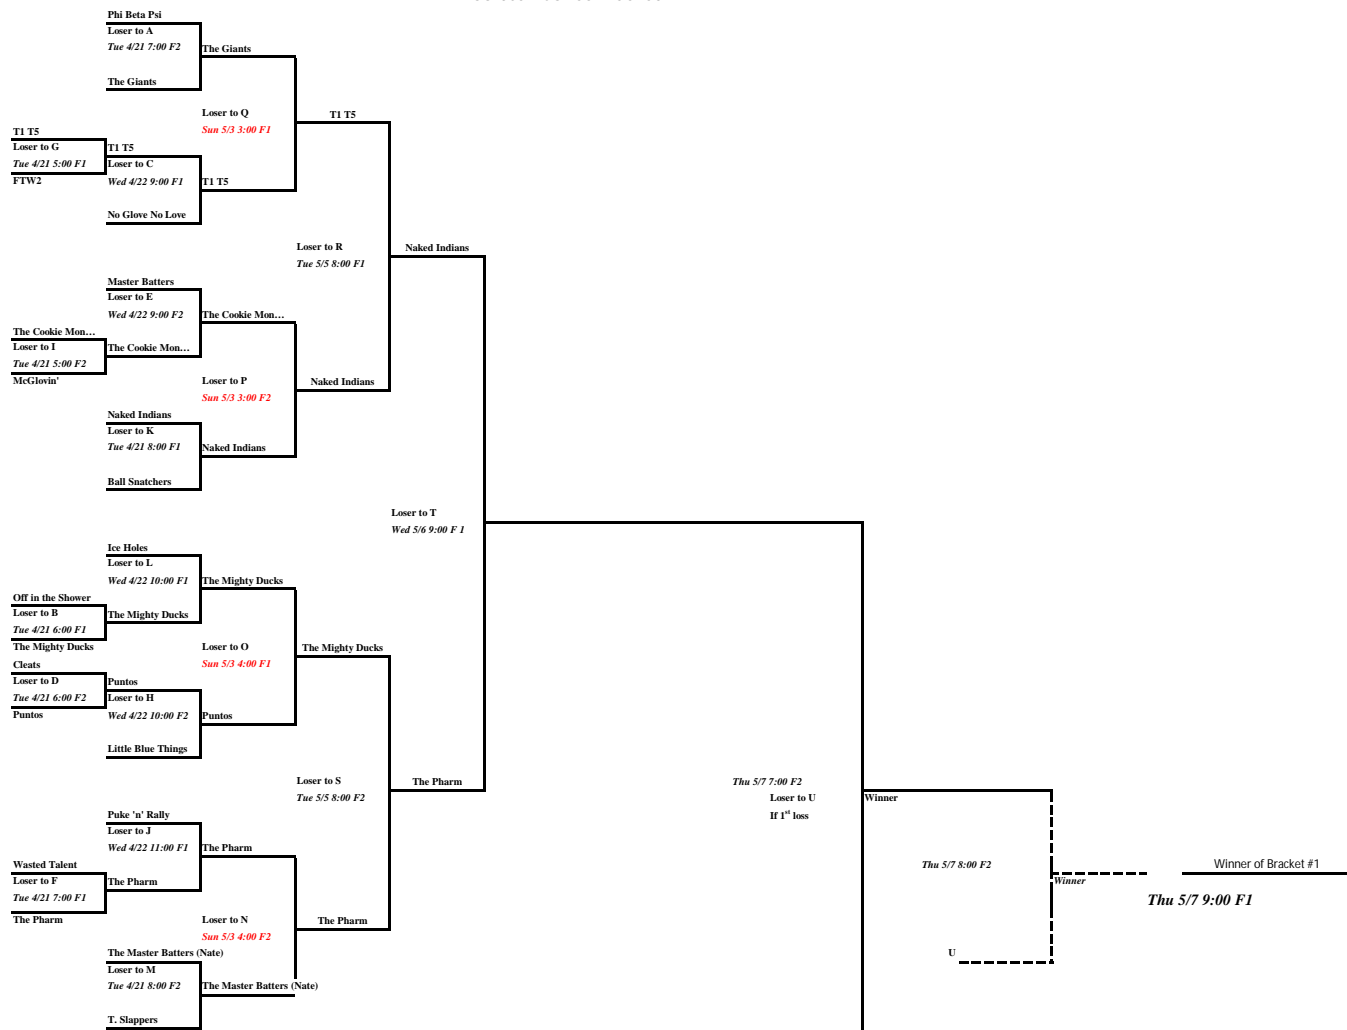 Phi Beta Psi
Loser to A
Tue 4/21 7:00 F2
The Giants
The Giants
Loser to Q
T1 T5
Sun 5/3 3:00 F1
T1 T5
Loser to G
T1 T5
Tue 4/21 5:00 F1
Loser to C
FTW2
Wed 4/22 9:00 F1
T1 T5
No Glove No Love
Loser to R
Naked Indians
Tue 5/5 8:00 F1
Master Batters
Loser to E
Wed 4/22 9:00 F2
The Cookie Mon...
The Cookie Mon...
Loser to I
The Cookie Mon...
Tue 4/21 5:00 F2
McGlovin'
Loser to P
Naked Indians
Sun 5/3 3:00 F2
Naked Indians
Loser to K
Tue 4/21 8:00 F1
Naked Indians
Ball Snatchers
Loser to T
Wed 5/6 9:00 F 1
Ice Holes
Loser to L
Wed 4/22 10:00 F1
The Mighty Ducks
Off in the Shower
Loser to B
The Mighty Ducks
Tue 4/21 6:00 F1
The Mighty Ducks
Loser to O
The Mighty Ducks
Cleats
Sun 5/3 4:00 F1
Loser to D
Puntos
Tue 4/21 6:00 F2
Loser to H
Puntos
Wed 4/22 10:00 F2
Puntos
Little Blue Things
Loser to S
The Pharm
Thu 5/7 7:00 F2
Tue 5/5 8:00 F2
Loser to U
Winner
If 1st loss
Puke 'n' Rally
Loser to J
Wed 4/22 11:00 F1
The Pharm
Wasted Talent
Thu 5/7 8:00 F2
Winner of Bracket #1
Loser to F
The Pharm
Winner
Tue 4/21 7:00 F1
Thu 5/7 9:00 F1
The Pharm
Loser to N
The Pharm
Sun 5/3 4:00 F2
The Master Batters (Nate)
U
Loser to M
Tue 4/21 8:00 F2
The Master Batters (Nate)
T. Slappers